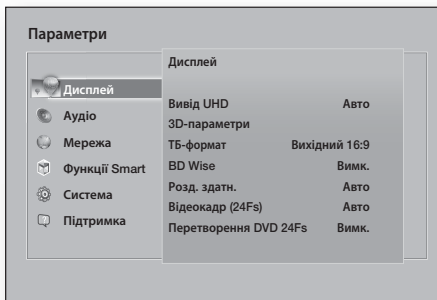 Параметри
Дисплей
Аудіо
Мережа
Функції Smart
Система
Підтримка
Дисплей
Вивід UHD Авто
3D-параметри
ТБ-формат Вихідний 16:9
BD Wise Вимк.
Розд. здатн. Авто
Відеокадр (24Fs) Авто
Перетворення DVD 24Fs Вимк.